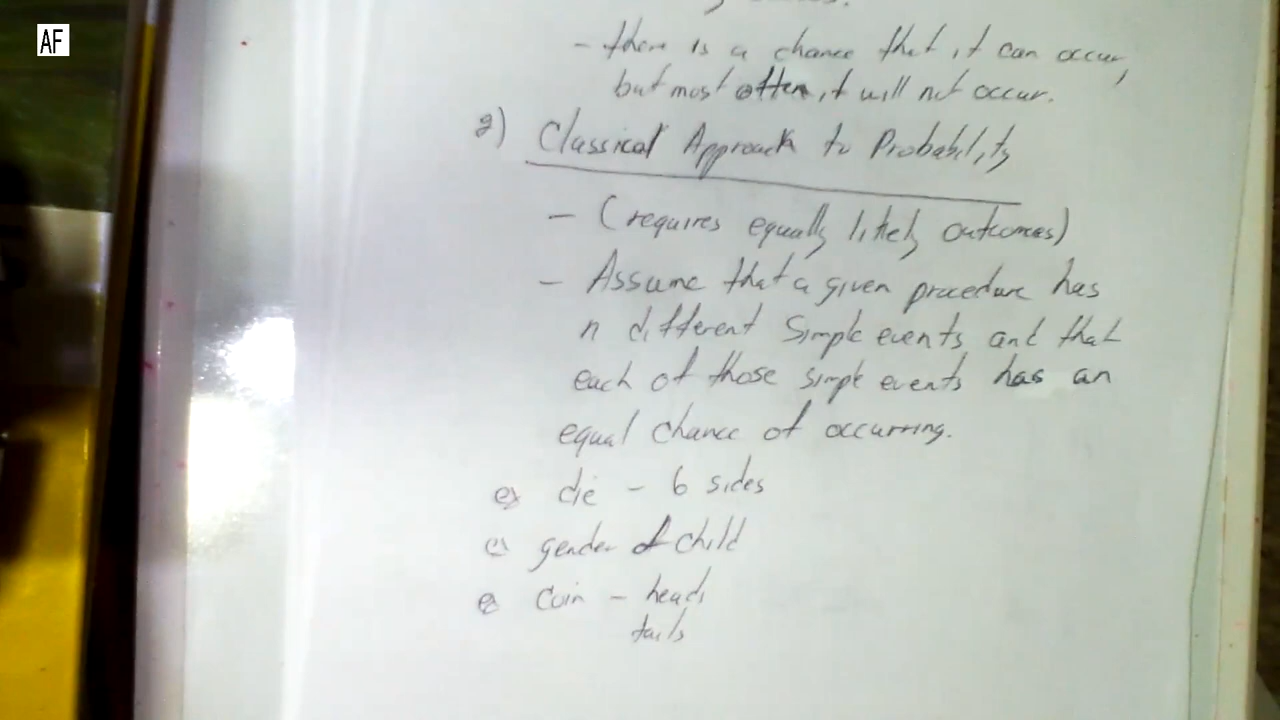 AF
- there is a chance that it can occur,
but most often it will not occur.
2) Classical Approach to Probability
- (requires equally likely outcomes)
- Assume that a given procedure has
n different simple events and that
each of those simple events has an
equal chance of occurring.
ex die - 6 sides
ex gender of child
ex coin - heads
tails